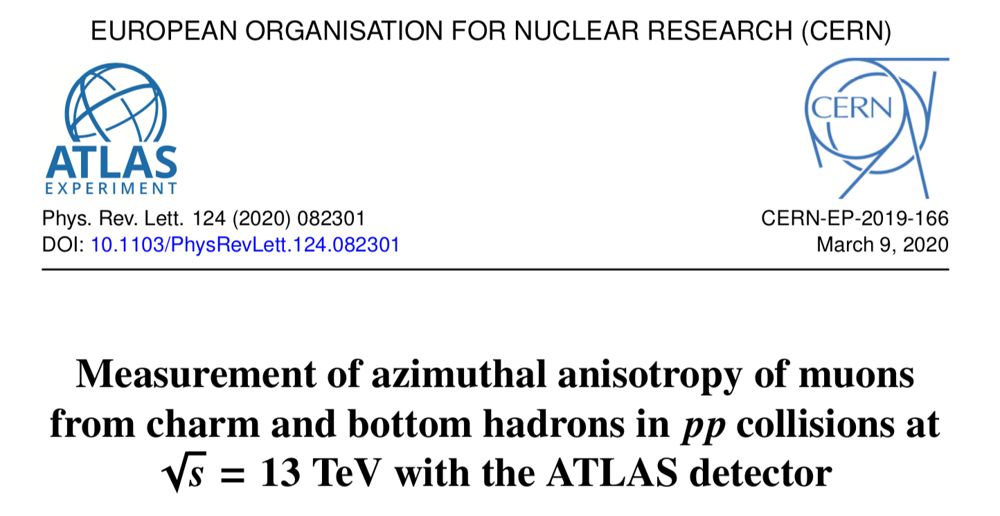 EUROPEAN ORGANISATION FOR NUCLEAR RESEARCH (CERN)
ATLAS
EXPERIMENT
CERN
Phys. Rev. Lett. 124 (2020) 082301
DOI: 10.1103/PhysRevLett.124.082301
CERN-EP-2019-166
March 9, 2020
Measurement of azimuthal anisotropy of muons
from charm and bottom hadrons in pp collisions at
√s = 13 TeV with the ATLAS detector